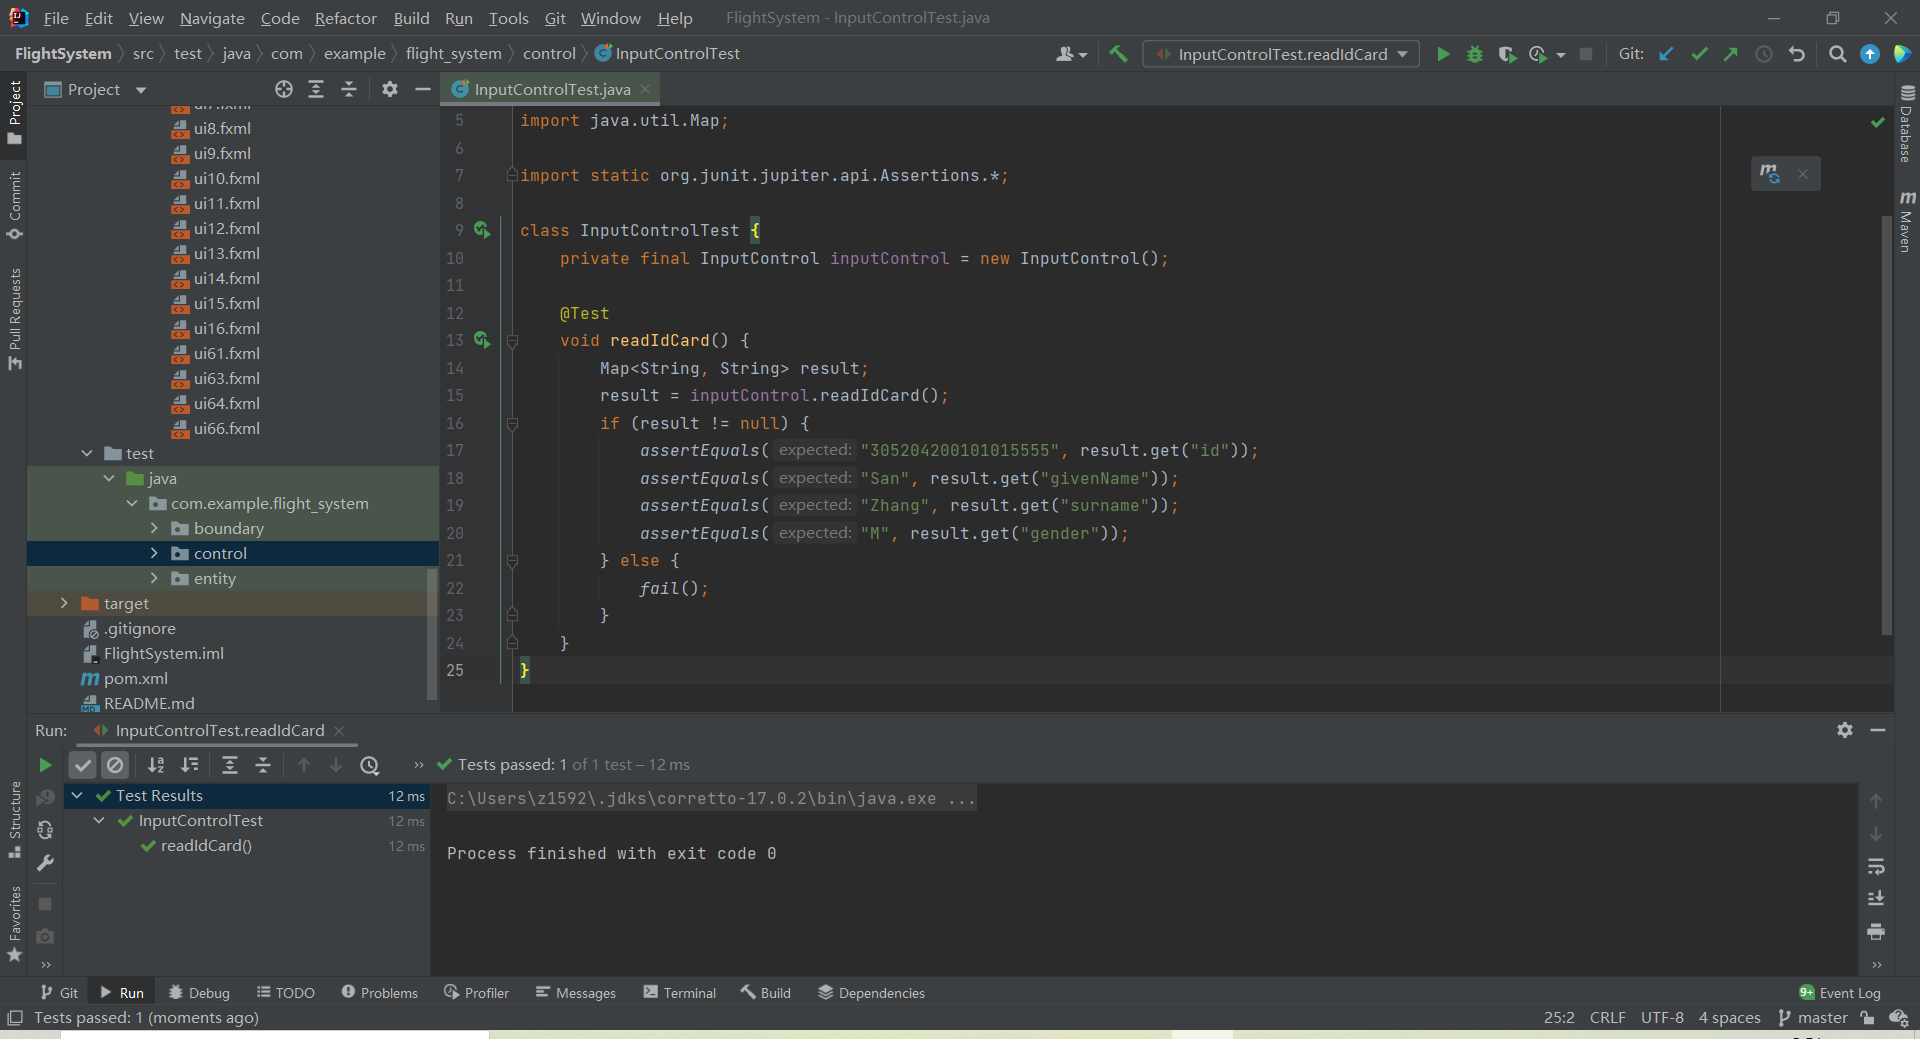 File Edit View Navigate Code Refactor Build Run Tools Git Window Help FlightSystem - InputControlTest.java
FlightSystem src test java com example flight_system control InputControlTest
InputControlTest.readIdCard
Git:
Project
InputControlTest.java
Project
Commit
Pull Requests
Structure
Favorites
Database
Maven
ui8.fxml
ui9.fxml
ui10.fxml
ui11.fxml
ui12.fxml
ui13.fxml
ui14.fxml
ui15.fxml
ui16.fxml
ui61.fxml
ui63.fxml
ui64.fxml
ui66.fxml
test
java
com.example.flight_system
boundary
control
entity
target
.gitignore
FlightSystem.iml
pom.xml
README.md
5 import java.util.Map;
6
7 import static org.junit.jupiter.api.Assertions.*;
8
9 class InputControlTest {
10 private final InputControl inputControl = new InputControl();
11
12 @Test
13 void readIdCard() {
14 Map<String, String> result;
15 result = inputControl.readIdCard();
16 if (result != null) {
17 assertEquals( expected: "305204200101015555", result.get("id"));
18 assertEquals( expected: "San", result.get("givenName"));
19 assertEquals( expected: "Zhang", result.get("surname"));
20 assertEquals( expected: "M", result.get("gender"));
21 } else {
22 fail();
23 }
24 }
25 }
Run: InputControlTest.readIdCard
Tests passed: 1 of 1 test – 12 ms
Test Results 12 ms
InputControlTest 12 ms
readIdCard() 12 ms
C:\Users\z1592\.jdks\corretto-17.0.2\bin\java.exe ...
Process finished with exit code 0
Git Run Debug TODO Problems Profiler Messages Terminal Build Dependencies 9+ Event Log
Tests passed: 1 (moments ago) 25:2 CRLF UTF-8 4 spaces master